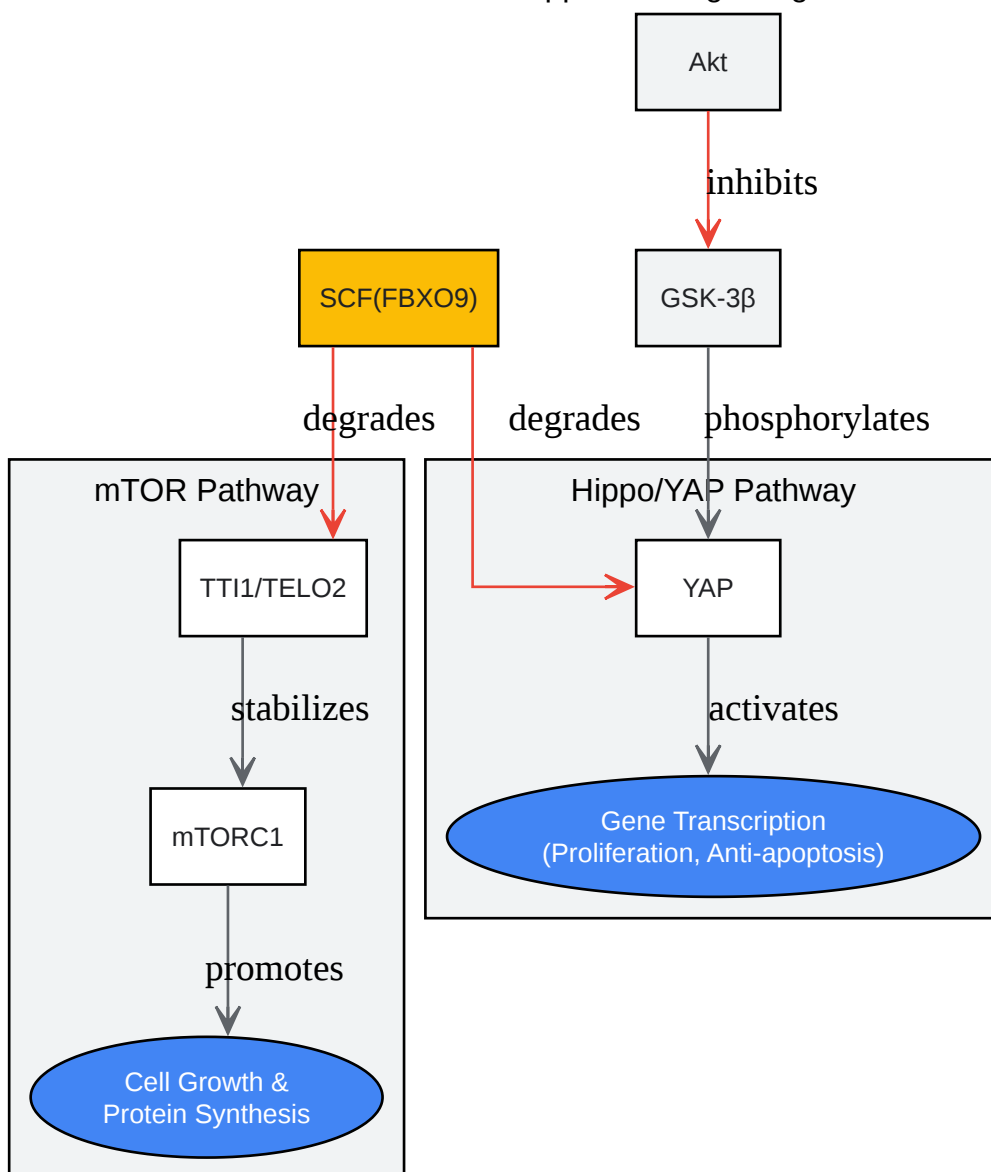 Akt
inhibits
SCF(FBXO9)
GSK-3β
degrades
degrades
phosphorylates
mTOR Pathway
Hippo/YAP Pathway
TTI1/TELO2
YAP
stabilizes
activates
mTORC1
Gene Transcription
(Proliferation, Anti-apoptosis)
promotes
Cell Growth &
Protein Synthesis